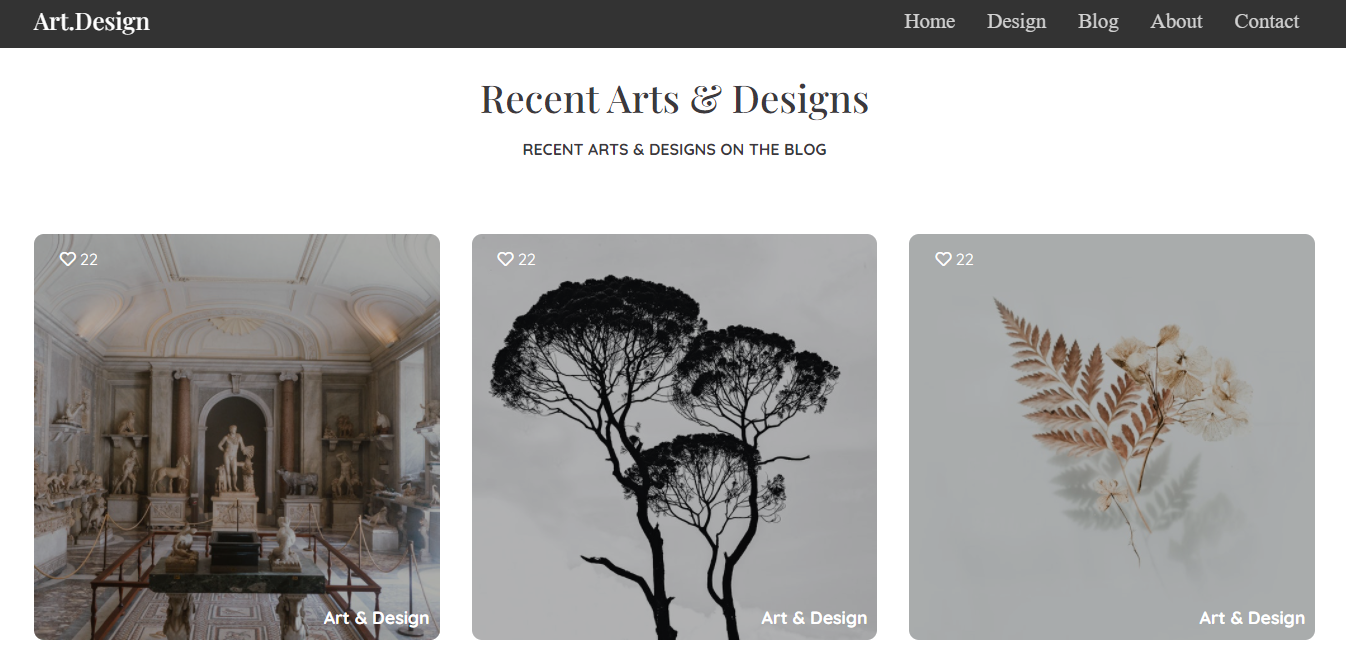 Art.Design
Home Design Blog About Contact
Recent Arts & Designs
RECENT ARTS & DESIGNS ON THE BLOG
22
22
22
Art & Design
Art & Design
Art & Design